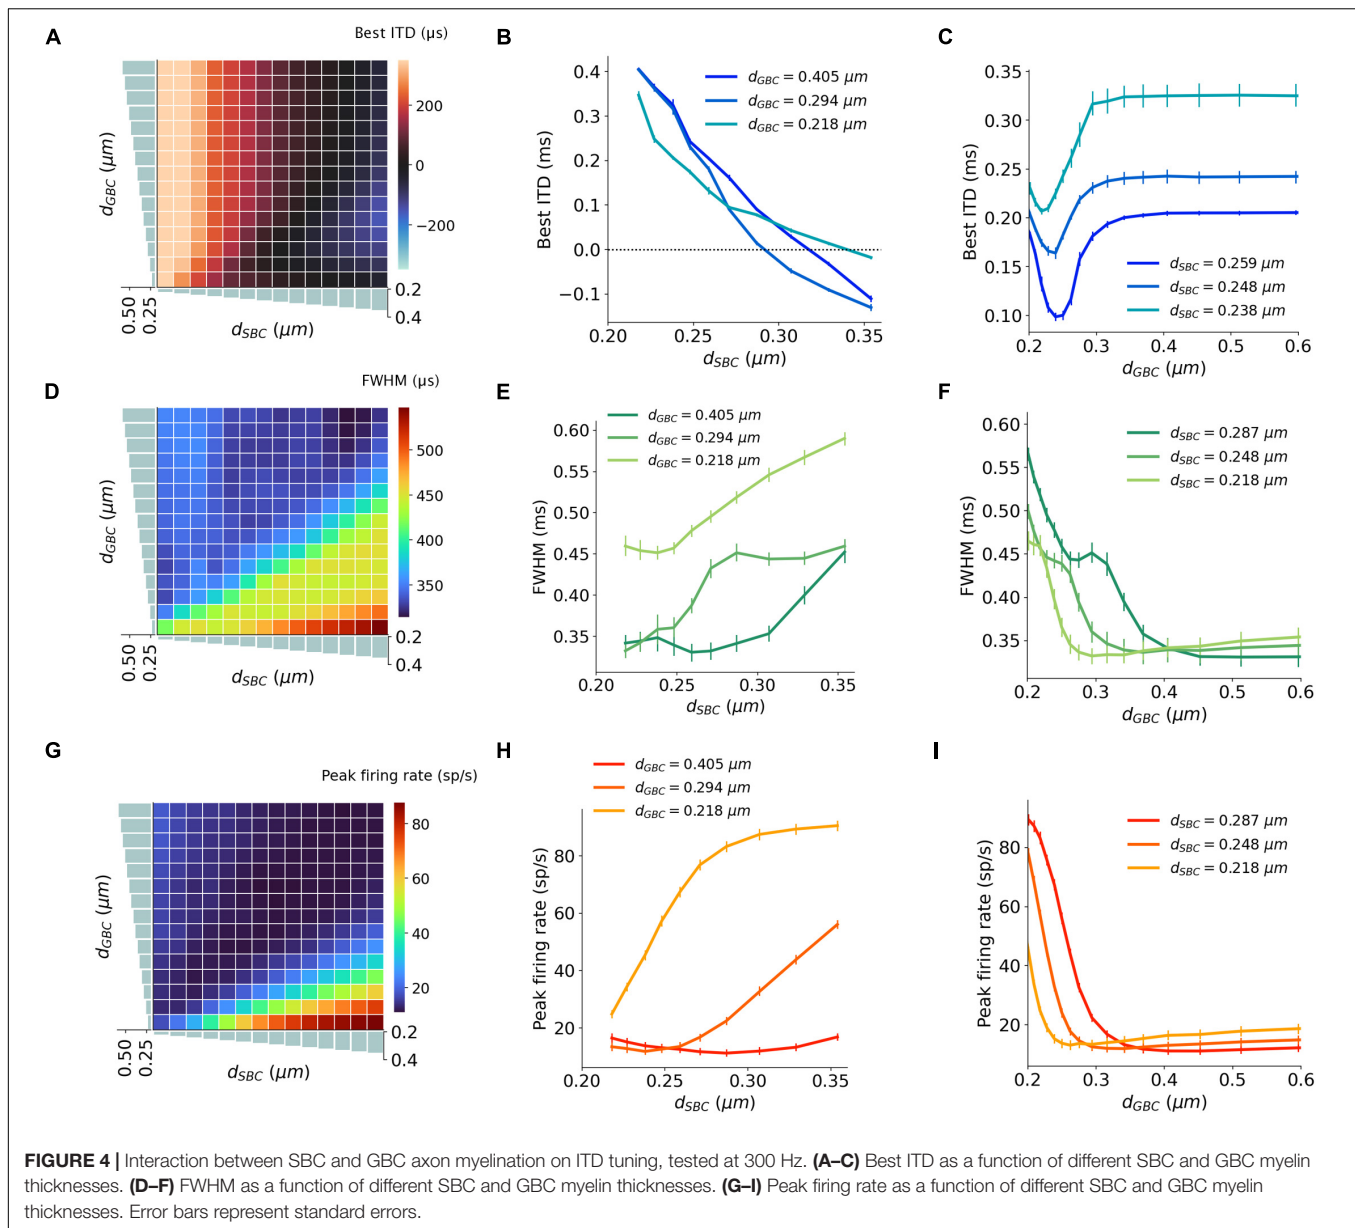 A
Best ITD (μs)
200
0
−200
d_GBC (μm)
0.50
0.25
0.2
0.4
d_SBC (μm)
B
d_GBC = 0.405 μm
d_GBC = 0.294 μm
d_GBC = 0.218 μm
Best ITD (ms)
0.4
0.3
0.2
0.1
0.0
−0.1
0.20 0.25 0.30 0.35
d_SBC (μm)
C
Best ITD (ms)
0.35
0.30
0.25
0.20
0.15
0.10
d_SBC = 0.259 μm
d_SBC = 0.248 μm
d_SBC = 0.238 μm
0.2 0.3 0.4 0.5 0.6
d_GBC (μm)
D
FWHM (μs)
500
450
400
350
d_GBC (μm)
0.50
0.25
0.2
0.4
d_SBC (μm)
E
d_GBC = 0.405 μm
d_GBC = 0.294 μm
d_GBC = 0.218 μm
FWHM (ms)
0.60
0.55
0.50
0.45
0.40
0.35
0.20 0.25 0.30 0.35
d_SBC (μm)
F
d_SBC = 0.287 μm
d_SBC = 0.248 μm
d_SBC = 0.218 μm
FWHM (ms)
0.60
0.55
0.50
0.45
0.40
0.35
0.2 0.3 0.4 0.5 0.6
d_GBC (μm)
G
Peak firing rate (sp/s)
80
60
40
20
d_GBC (μm)
0.50
0.25
0.2
0.4
d_SBC (μm)
H
d_GBC = 0.405 μm
d_GBC = 0.294 μm
d_GBC = 0.218 μm
Peak firing rate (sp/s)
80
60
40
20
0.20 0.25 0.30 0.35
d_SBC (μm)
I
d_SBC = 0.287 μm
d_SBC = 0.248 μm
d_SBC = 0.218 μm
Peak firing rate (sp/s)
80
60
40
20
0.2 0.3 0.4 0.5 0.6
d_GBC (μm)
FIGURE 4 | Interaction between SBC and GBC axon myelination on ITD tuning, tested at 300 Hz. (A–C) Best ITD as a function of different SBC and GBC myelin
thicknesses. (D–F) FWHM as a function of different SBC and GBC myelin thicknesses. (G–I) Peak firing rate as a function of different SBC and GBC myelin
thicknesses. Error bars represent standard errors.